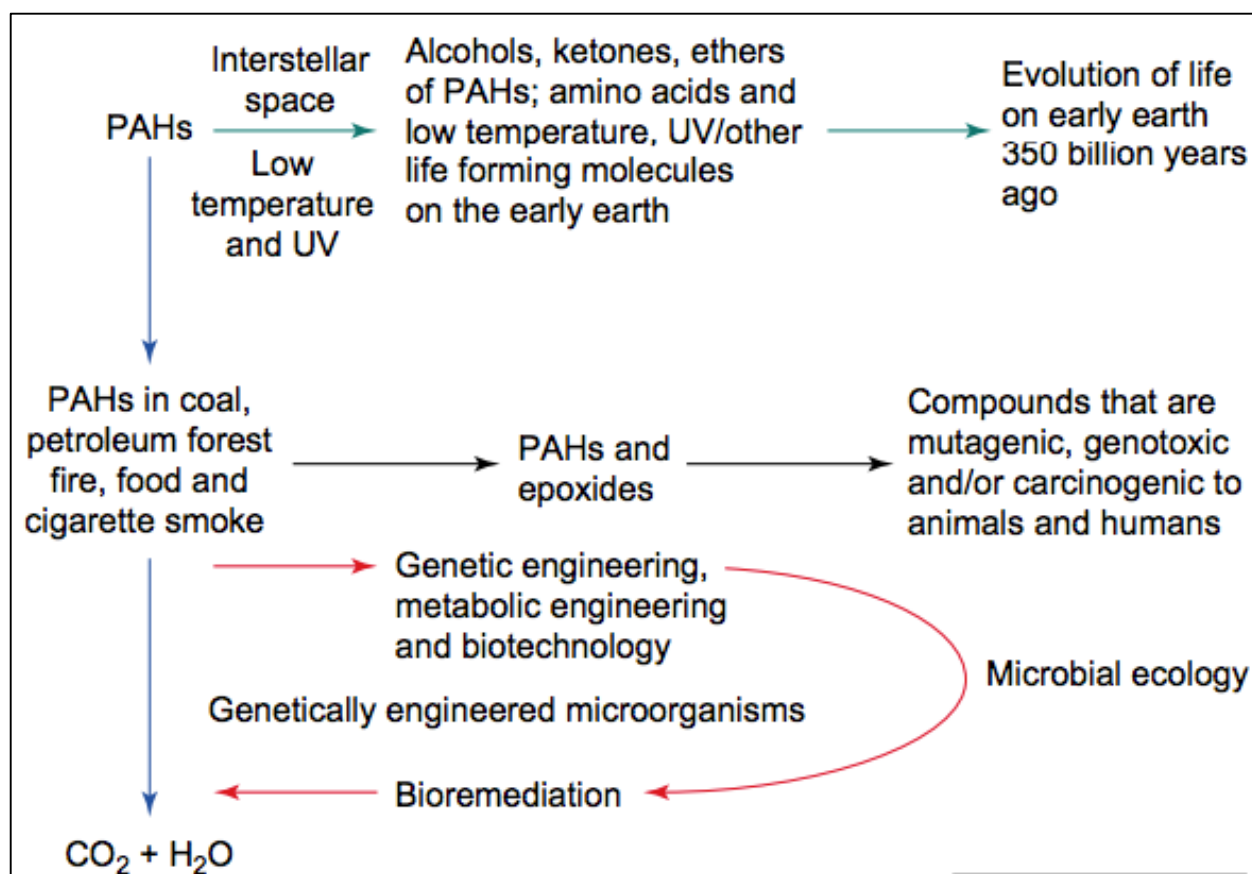 PAHs
Interstellar
space
Low
temperature
and UV
Alcohols, ketones, ethers
of PAHs; amino acids and
low temperature, UV/other
life forming molecules
on the early earth
Evolution of life
on early earth
350 billion years
ago
PAHs in coal,
petroleum forest
fire, food and
cigarette smoke
PAHs and
epoxides
Compounds that are
mutagenic, genotoxic
and/or carcinogenic to
animals and humans
Genetic engineering,
metabolic engineering
and biotechnology
Microbial ecology
Genetically engineered microorganisms
Bioremediation
CO₂ + H₂O